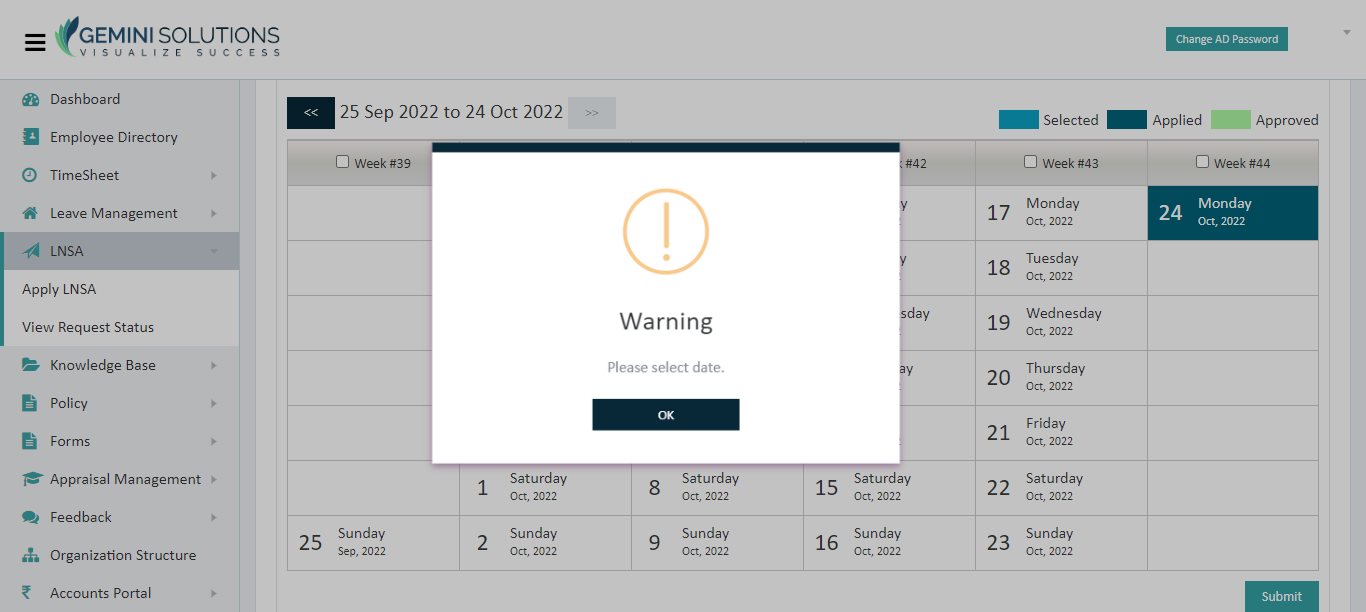 GEMINI SOLUTIONS
VISUALIZE SUCCESS
Change AD Password
Dashboard
Employee Directory
TimeSheet
Leave Management
LNSA
Apply LNSA
View Request Status
Knowledge Base
Policy
Forms
Appraisal Management
Feedback
Organization Structure
Accounts Portal
<< 25 Sep 2022 to 24 Oct 2022 >>
Selected Applied Approved
Week #39 #42 Week #43 Week #44
17 Monday
Oct, 2022
24 Monday
Oct, 2022
18 Tuesday
Oct, 2022
19 Wednesday
Oct, 2022
20 Thursday
Oct, 2022
21 Friday
Oct, 2022
Warning
Please select date.
OK
1 Saturday
Oct, 2022
8 Saturday
Oct, 2022
15 Saturday
Oct, 2022
22 Saturday
Oct, 2022
25 Sunday
Sep, 2022
2 Sunday
Oct, 2022
9 Sunday
Oct, 2022
16 Sunday
Oct, 2022
23 Sunday
Oct, 2022
Submit